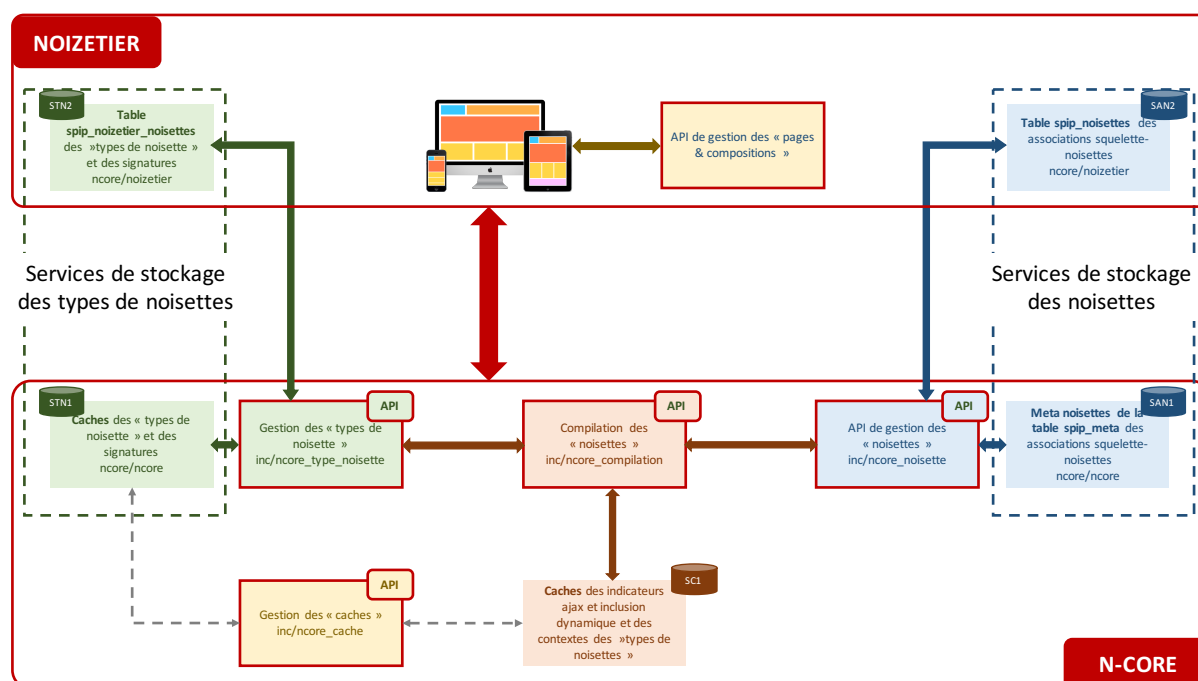 NOIZETIER
STN2
Table
spip_noizetier_noisettes
des »types de noisette »
et des signatures
ncore/noizetier
API de gestion des « pages
& compositions »
SAN2
Table spip_noisettes des
associations squelette-
noisettes
ncore/noizetier
Services de stockage
des types de noisettes
Services de stockage
des noisettes
STN1
Caches des « types de
noisette » et des
signatures
ncore/ncore
API
Gestion des « types de
noisette »
inc/ncore_type_noisette
API
Compilation des
« noisettes »
inc/ncore_compilation
API
API de gestion des
« noisettes »
inc/ncore_noisette
SAN1
Meta noisettes de la
table spip_meta des
associations squelette-
noisettes
ncore/ncore
API
Gestion des « caches »
inc/ncore_cache
SC1
Caches des indicateurs
ajax et inclusion
dynamique et des
contextes des »types de
noisettes »
N-CORE